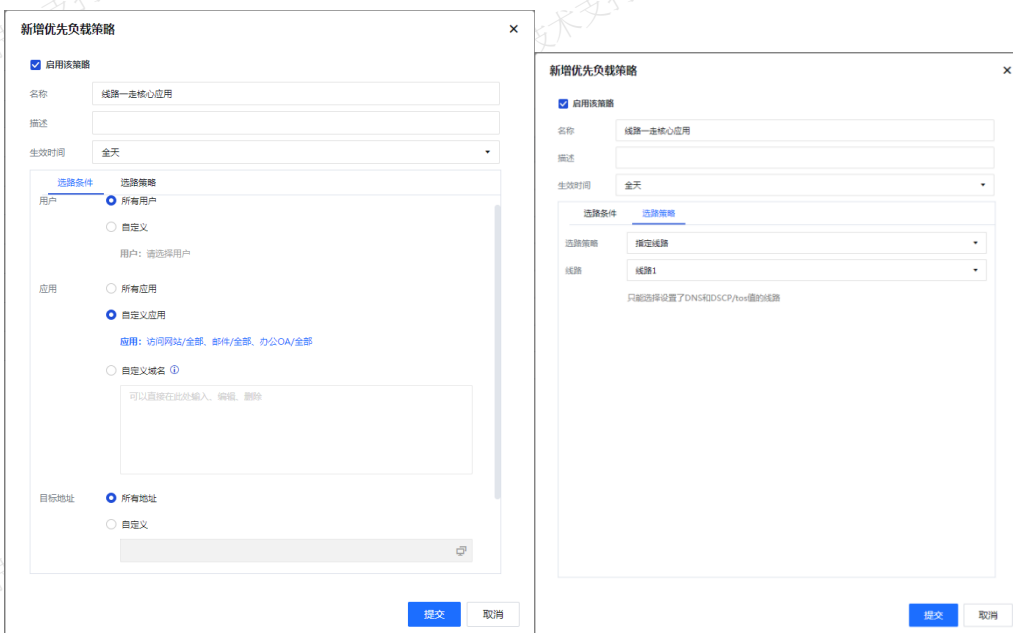 新增优先负载策略
启用该策略
名称 线路一走核心应用
描述
生效时间 全天
选路条件 选路策略
用户 所有用户
自定义
用户：请选择用户
应用 所有应用
自定义应用
应用：访问网站/全部、邮件/全部、办公OA/全部
自定义域名
可以直接在此处输入、编辑、删除
目标地址 所有地址
自定义
提交 取消
新增优先负载策略
启用该策略
名称 线路一走核心应用
描述
生效时间 全天
选路条件 选路策略
选路策略 指定线路
线路 线路1
只能选择设置了DNS和DSCP/tos值的线路
提交 取消
技术支持